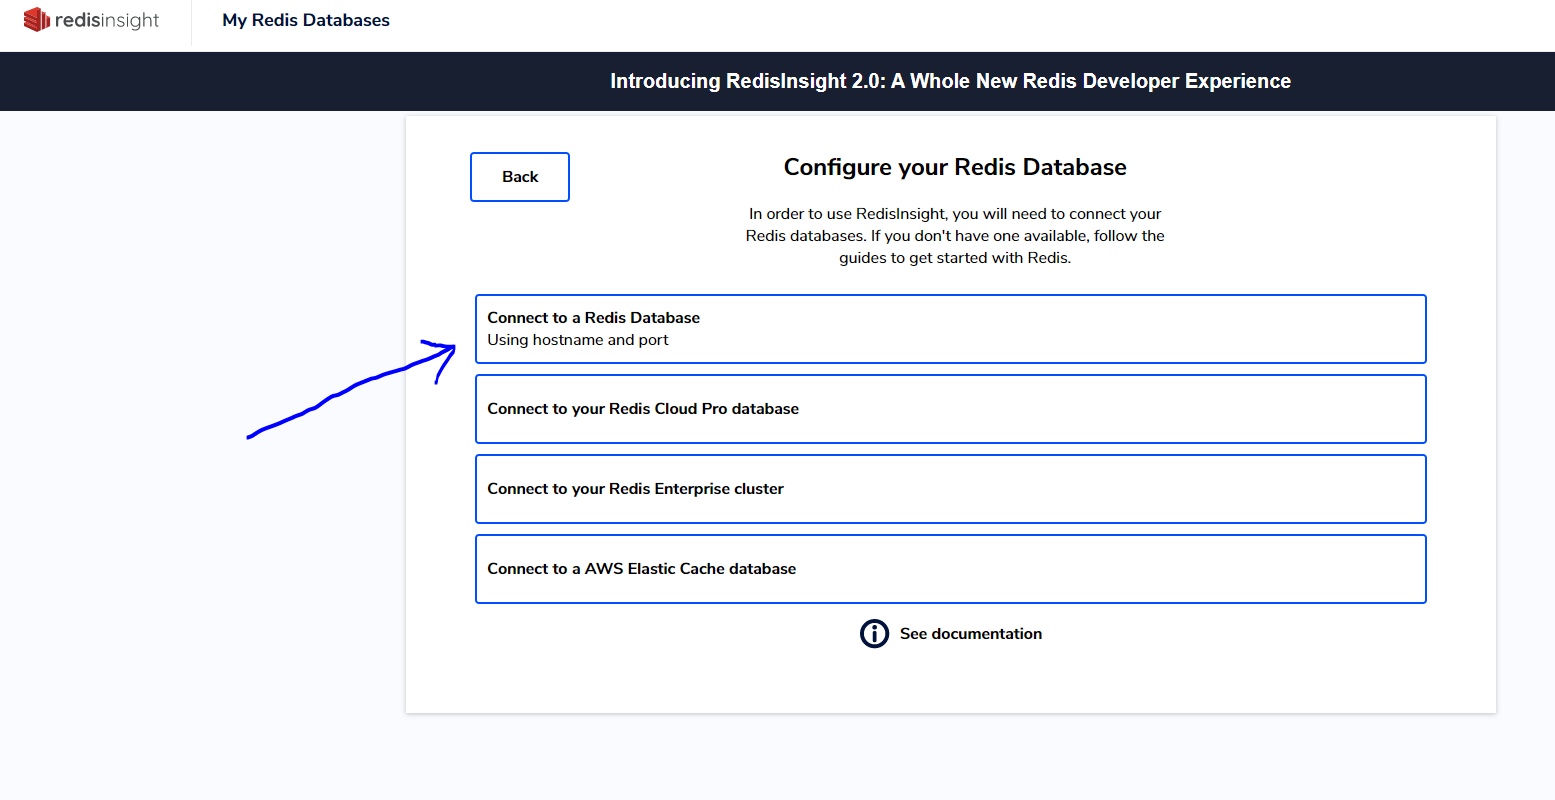 redisinsight
My Redis Databases
Introducing RedisInsight 2.0: A Whole New Redis Developer Experience
Back
Configure your Redis Database
In order to use RedisInsight, you will need to connect your
Redis databases. If you don't have one available, follow the
guides to get started with Redis.
Connect to a Redis Database
Using hostname and port
Connect to your Redis Cloud Pro database
Connect to your Redis Enterprise cluster
Connect to a AWS Elastic Cache database
See documentation